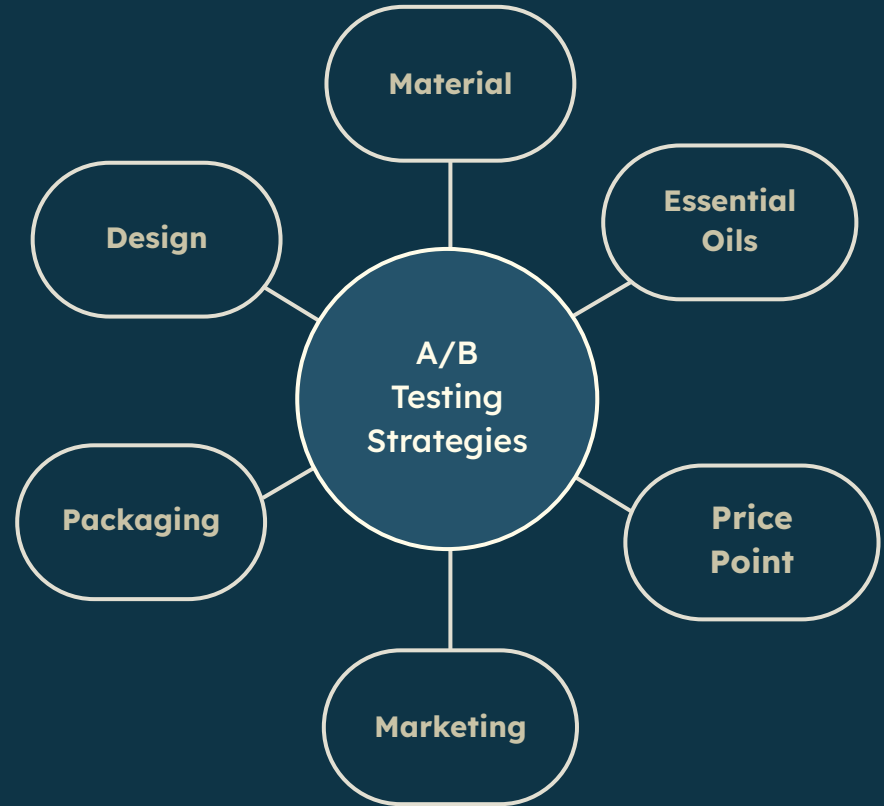 Material
Essential
Oils
Design
A/B
Testing
Strategies
Packaging
Price
Point
Marketing